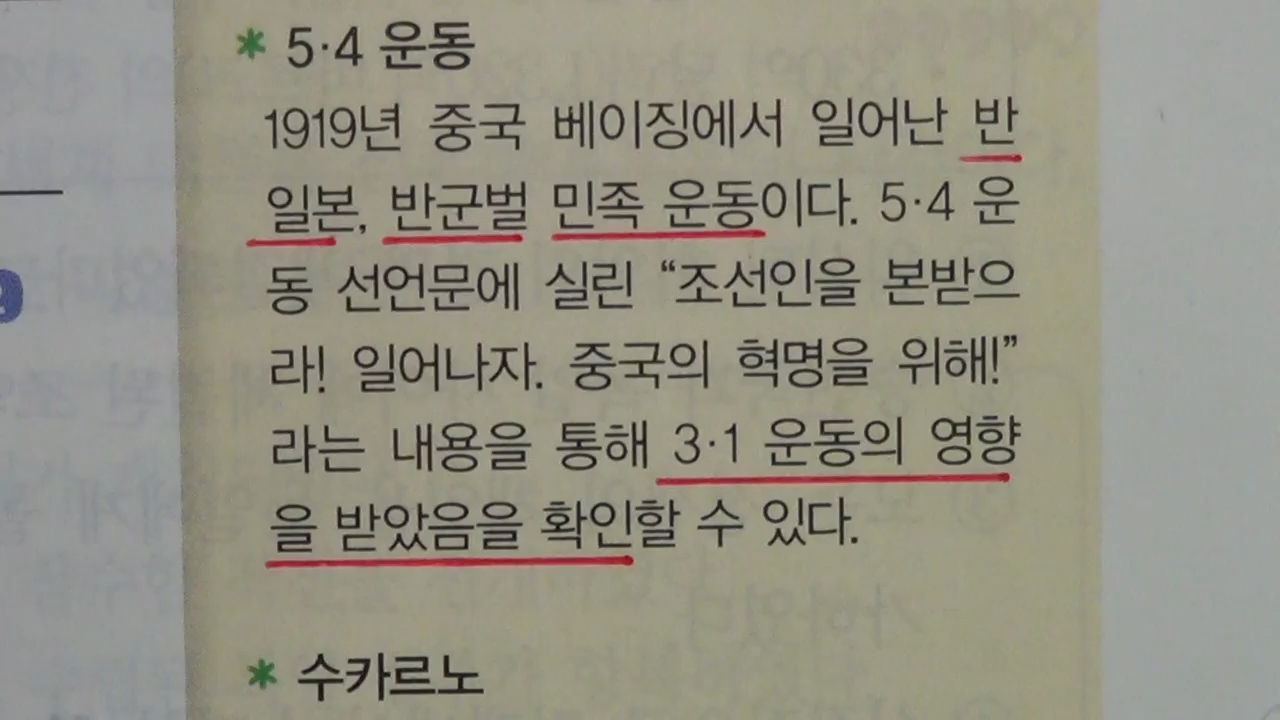 * 5·4 운동
1919년 중국 베이징에서 일어난 반
일본, 반군벌 민족 운동이다. 5·4 운
동 선언문에 실린 “조선인을 본받으
라! 일어나자. 중국의 혁명을 위해!”
라는 내용을 통해 3·1 운동의 영향
을 받았음을 확인할 수 있다.
* 수카르노